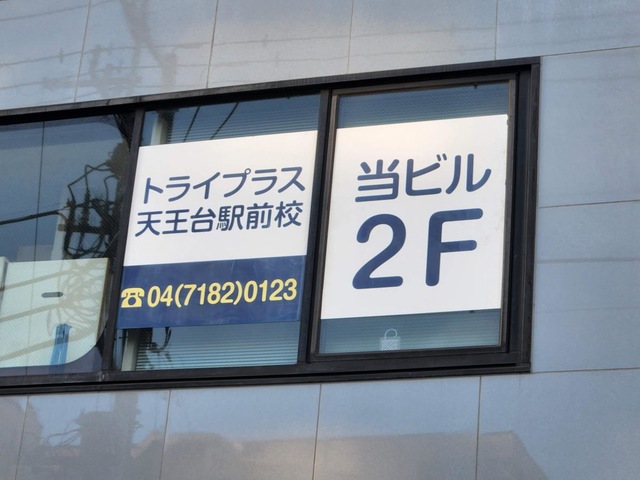 トライプラス
天王台駅前校
☎04(7182)0123
当ビル
2F